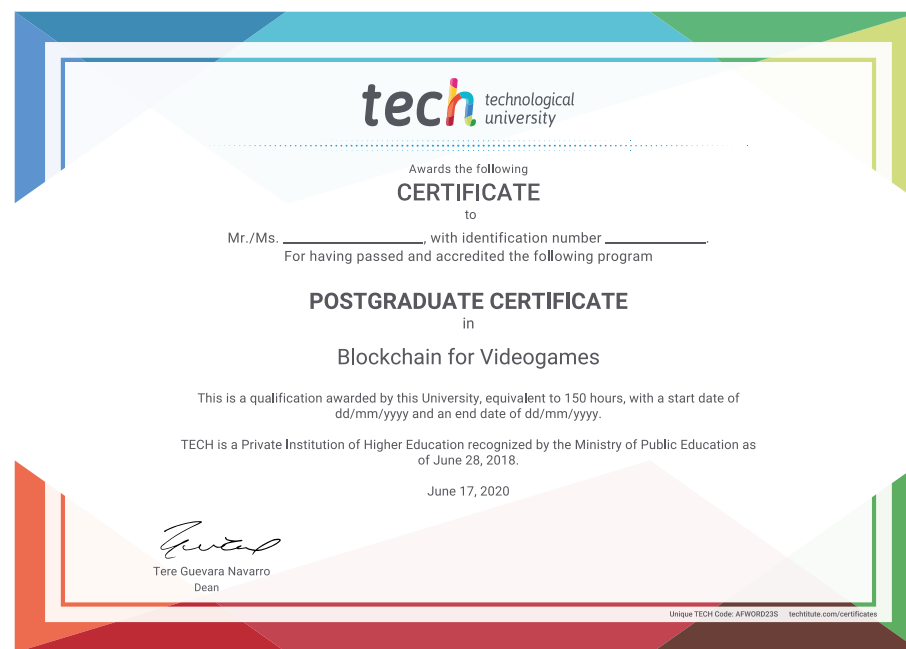 tech technological
university
Awards the following
CERTIFICATE
to
Mr./Ms. ____________________, with identification number ______________.
For having passed and accredited the following program
POSTGRADUATE CERTIFICATE
in
Blockchain for Videogames
This is a qualification awarded by this University, equivalent to 150 hours, with a start date of
dd/mm/yyyy and an end date of dd/mm/yyyy.
TECH is a Private Institution of Higher Education recognized by the Ministry of Public Education as
of June 28, 2018.
June 17, 2020
Tere Guevara Navarro
Dean
Unique TECH Code: AFWORD23S techtitute.com/certificates